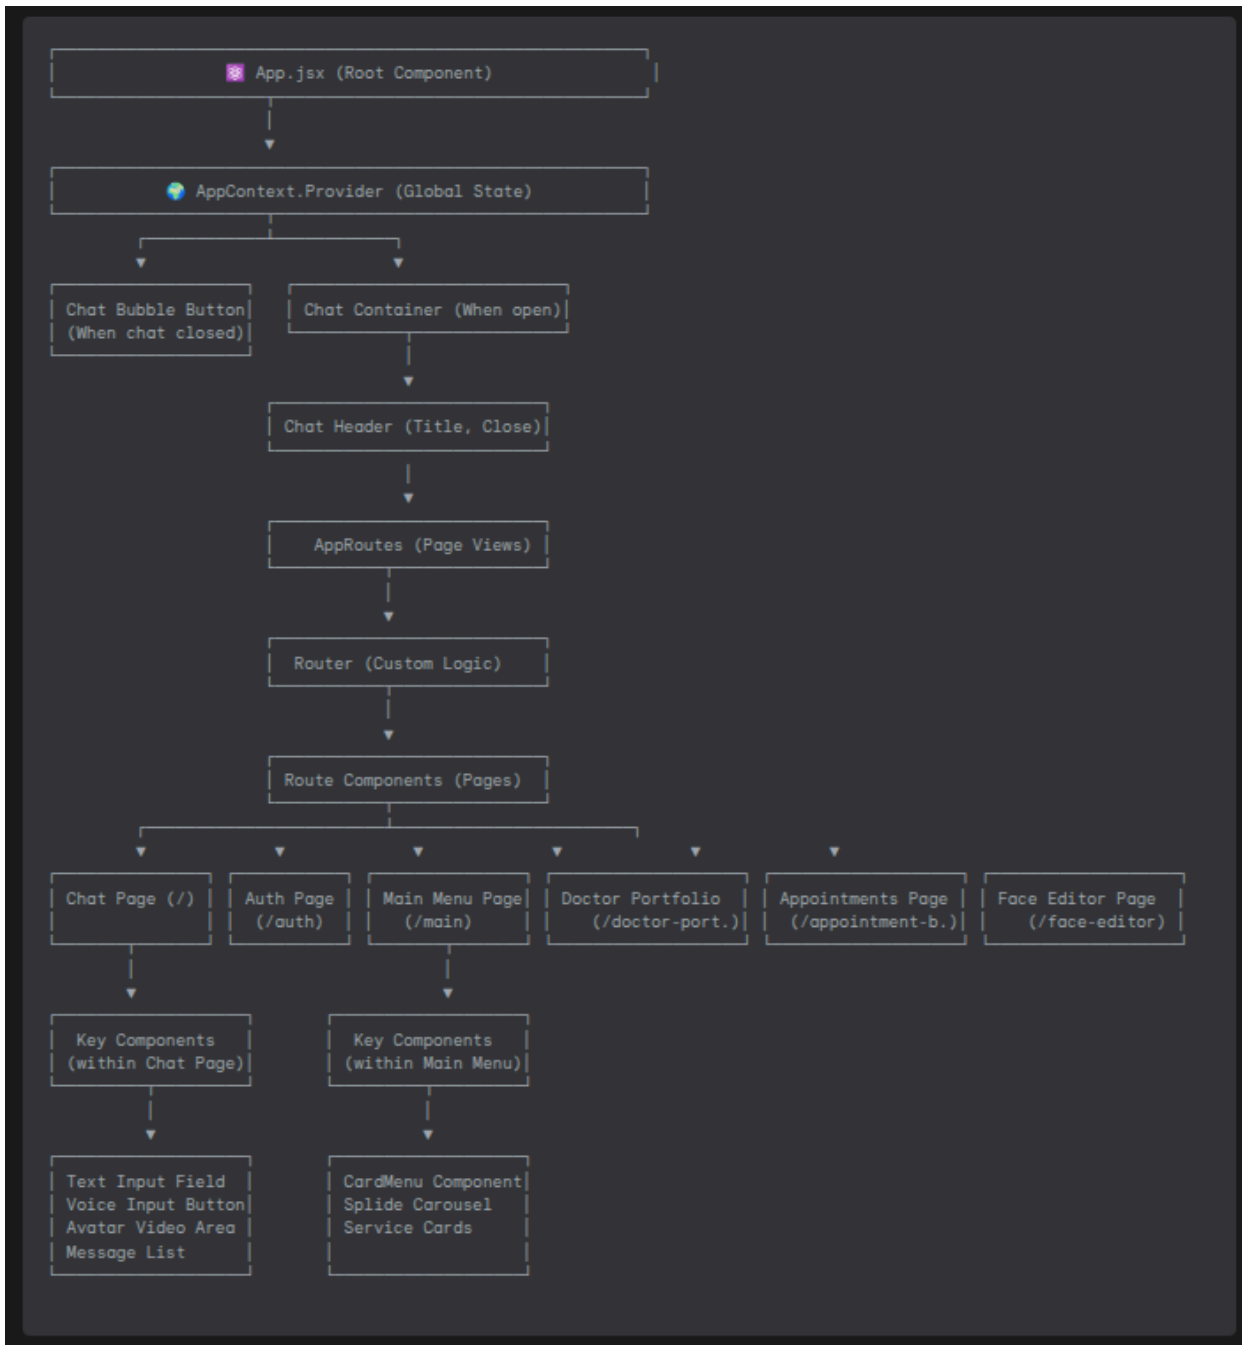 ⚛️ App.jsx (Root Component)
🌍 AppContext.Provider (Global State)
Chat Bubble Button
(When chat closed)
Chat Container (When open)
Chat Header (Title, Close)
AppRoutes (Page Views)
Router (Custom Logic)
Route Components (Pages)
Chat Page (/)
Auth Page
(/auth)
Main Menu Page
(/main)
Doctor Portfolio
(/doctor-port.)
Appointments Page
(/appointment-b.)
Face Editor Page
(/face-editor)
Key Components
(within Chat Page)
Key Components
(within Main Menu)
Text Input Field
Voice Input Button
Avatar Video Area
Message List
CardMenu Component
Splide Carousel
Service Cards